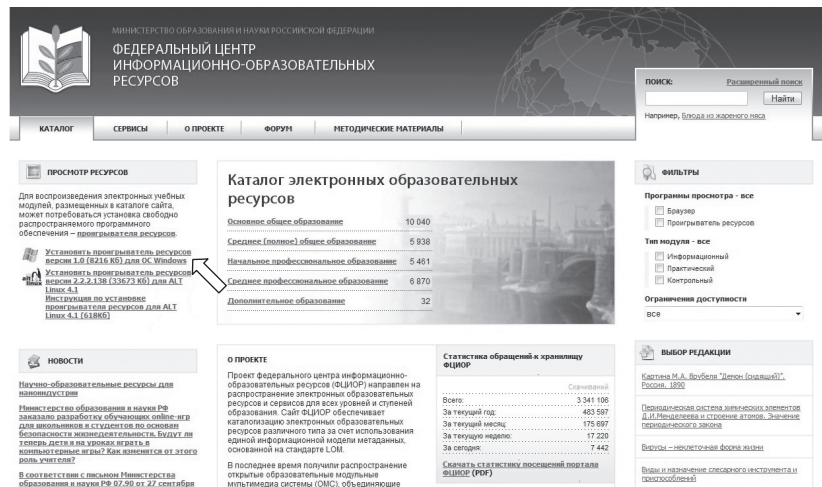 МИНИСТЕРСТВО ОБРАЗОВАНИЯ И НАУКИ РОССИЙСКОЙ ФЕДЕРАЦИИ
ФЕДЕРАЛЬНЫЙ ЦЕНТР
ИНФОРМАЦИОННО-ОБРАЗОВАТЕЛЬНЫХ
РЕСУРСОВ
ПОИСК: Расширенный поиск
Найти
Например, Блюда из жареного мяса
КАТАЛОГ СЕРВИСЫ О ПРОЕКТЕ ФОРУМ МЕТОДИЧЕСКИЕ МАТЕРИАЛЫ
ПРОСМОТР РЕСУРСОВ
Для воспроизведения электронных учебных
модулей, размещенных в каталоге сайта,
может потребоваться установка свободно
распространяемого программного
обеспечения – проигрывателя ресурсов.
Установить проигрыватель ресурсов
версии 1.0 (8216 Кб) для ОС Windows
Установить проигрыватель ресурсов
версии 2.2.2.138 (33673 Кб) для ALT
Linux 4.1
Инструкция по установке
проигрывателя ресурсов для ALT
Linux 4.1 (618Кб)
Каталог электронных образовательных
ресурсов
Основное общее образование 10 040
Среднее (полное) общее образование 5 938
Начальное профессиональное образование 5 461
Среднее профессиональное образование 6 870
Дополнительное образование 32
ФИЛЬТРЫ
Программы просмотра - все
Браузер
Проигрыватель ресурсов
Тип модуля - все
Информационный
Практический
Контрольный
Ограничения доступности
все
НОВОСТИ
Научно-образовательные ресурсы для
наноиндустрии
Министерство образования и науки РФ
заказало разработку обучающих online-игр
для школьников и студентов по основам
безопасности жизнедеятельности. Будут ли
теперь дети на уроках играть в
компьютерные игры? Как изменятся от этого
роль учителя?
В соответствии с письмом Министерства
образования и науки РФ 07.90 от 27 сентября
О ПРОЕКТЕ
Проект федерального центра информационно-
образовательных ресурсов (ФЦИОР) направлен на
распространение электронных образовательных
ресурсов и сервисов для всех уровней и ступеней
образования. Сайт ФЦИОР обеспечивает
каталогизацию электронных образовательных
ресурсов различного типа за счет использования
единой информационной модели метаданных,
основанной на стандарте LOM.
В последнее время получили распространение
открытые образовательные модульные
мультимедиа системы (ОМС), объединяющие
Статистика обращений к хранилищу
ФЦИОР
Скачиваний
Всего: 3 341 106
За текущий год: 483 597
За текущий месяц: 175 697
За текущую неделю: 17 220
За сегодня: 7 442
Скачать статистику посещений портала
ФЦИОР (PDF)
ВЫБОР РЕДАКЦИИ
Картина М.А. Врубеля "Демон (сидящий)",
Россия, 1890
Периодическая система химических элементов
Д.И.Менделеева и строение атомов. Значение
периодического закона
Вирусы – неклеточная форма жизни
Виды и назначение слесарного инструмента и
приспособлений